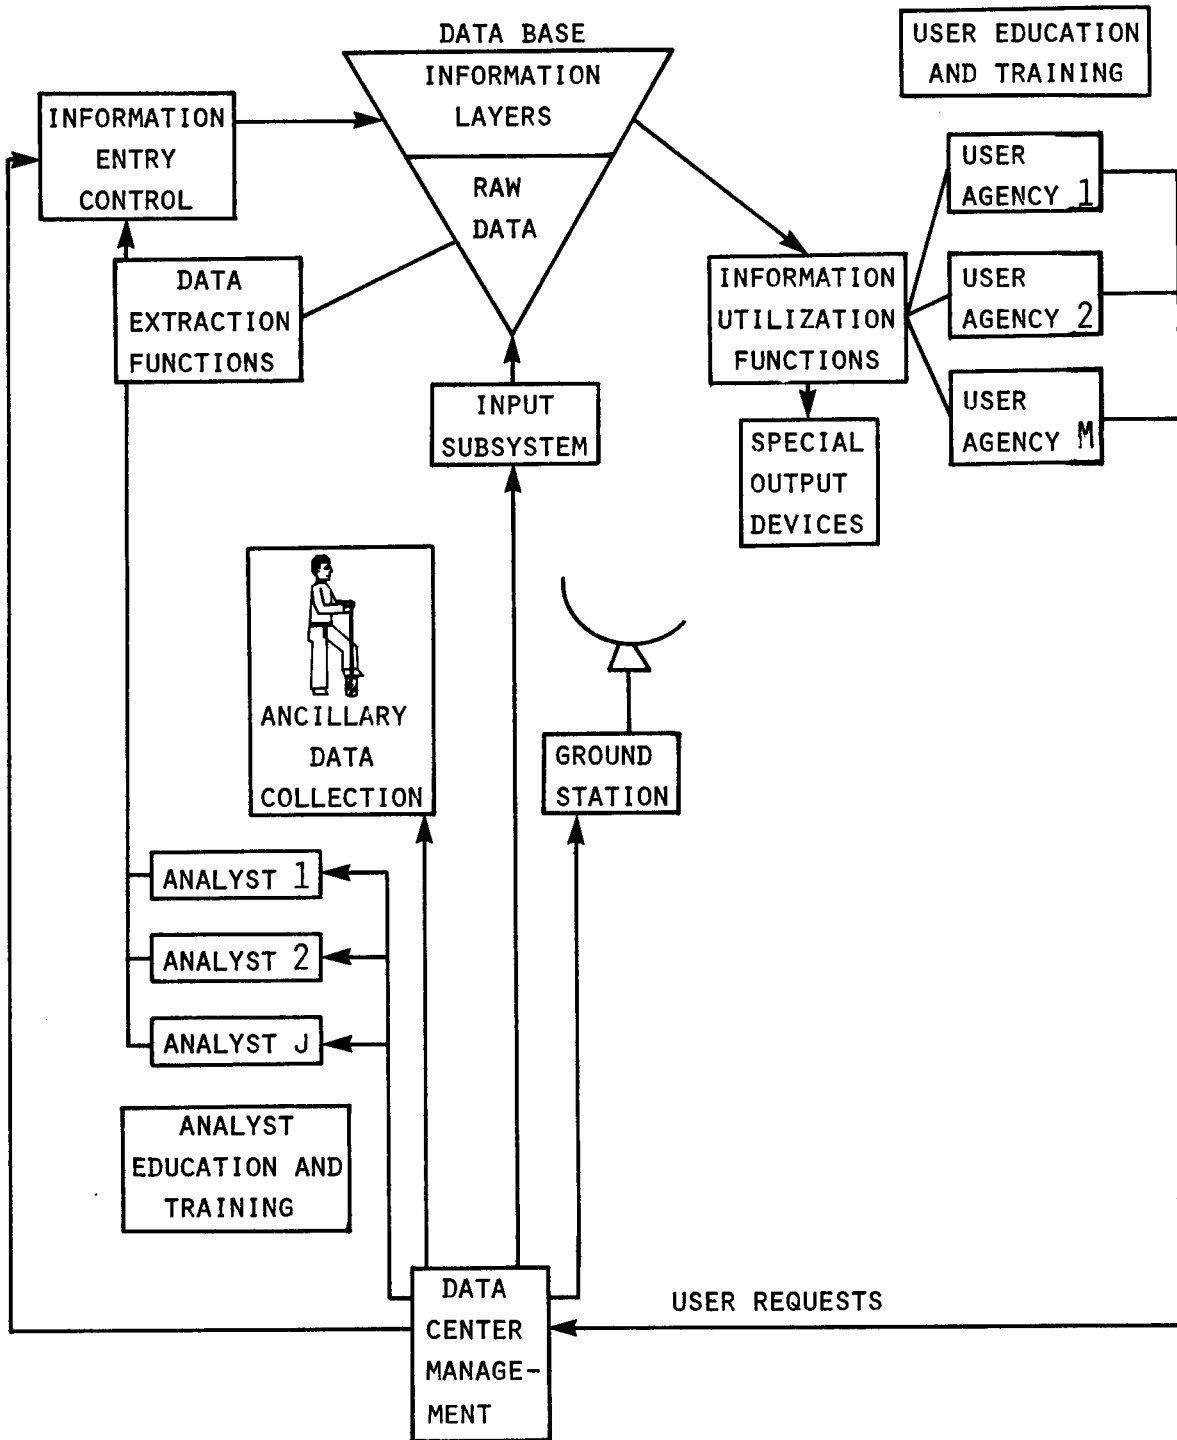 DATA BASE
INFORMATION
LAYERS
RAW
DATA
USER EDUCATION
AND TRAINING
INFORMATION
ENTRY
CONTROL
DATA
EXTRACTION
FUNCTIONS
INPUT
SUBSYSTEM
INFORMATION
UTILIZATION
FUNCTIONS
USER
AGENCY 1
USER
AGENCY 2
USER
AGENCY M
SPECIAL
OUTPUT
DEVICES
ANCILLARY
DATA
COLLECTION
GROUND
STATION
ANALYST 1
ANALYST 2
ANALYST J
ANALYST
EDUCATION AND
TRAINING
DATA
CENTER
MANAGE-
MENT
USER REQUESTS